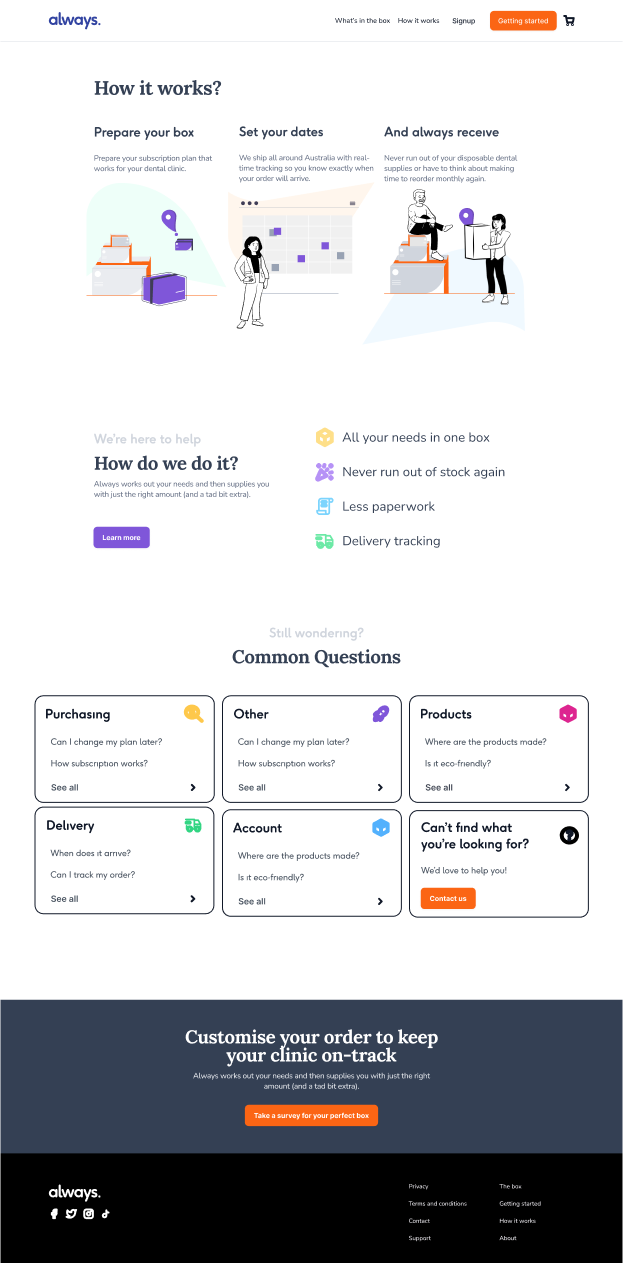 always.
What's in the box
How it works
Signup
Getting started
How it works?
Prepare your box
Prepare your subscription plan that
works for your dental clinic.
Set your dates
We ship all around Australia with real-
time tracking so you know exactly when
your order will arrive.
And always receive
Never run out of your disposable dental
supplies or have to think about making
time to reorder monthly again.
We're here to help
How do we do it?
Always works out your needs and then supplies you
with just the right amount (and a tad bit extra).
Learn more
All your needs in one box
Never run out of stock again
Less paperwork
Delivery tracking
Still wondering?
Common Questions
Purchasing
Can I change my plan later?
How subscription works?
See all
Other
Can I change my plan later?
How subscription works?
See all
Products
Where are the products made?
Is it eco-friendly?
See all
Delivery
When does it arrive?
Can I track my order?
See all
Account
Where are the products made?
Is it eco-friendly?
See all
Can't find what
you're looking for?
We'd love to help you!
Contact us
Customise your order to keep
your clinic on-track
Always works out your needs and then supplies you with just the right
amount (and a tad bit extra).
Take a survey for your perfect box
always.
Privacy
Terms and conditions
Contact
Support
The box
Getting started
How it works
About